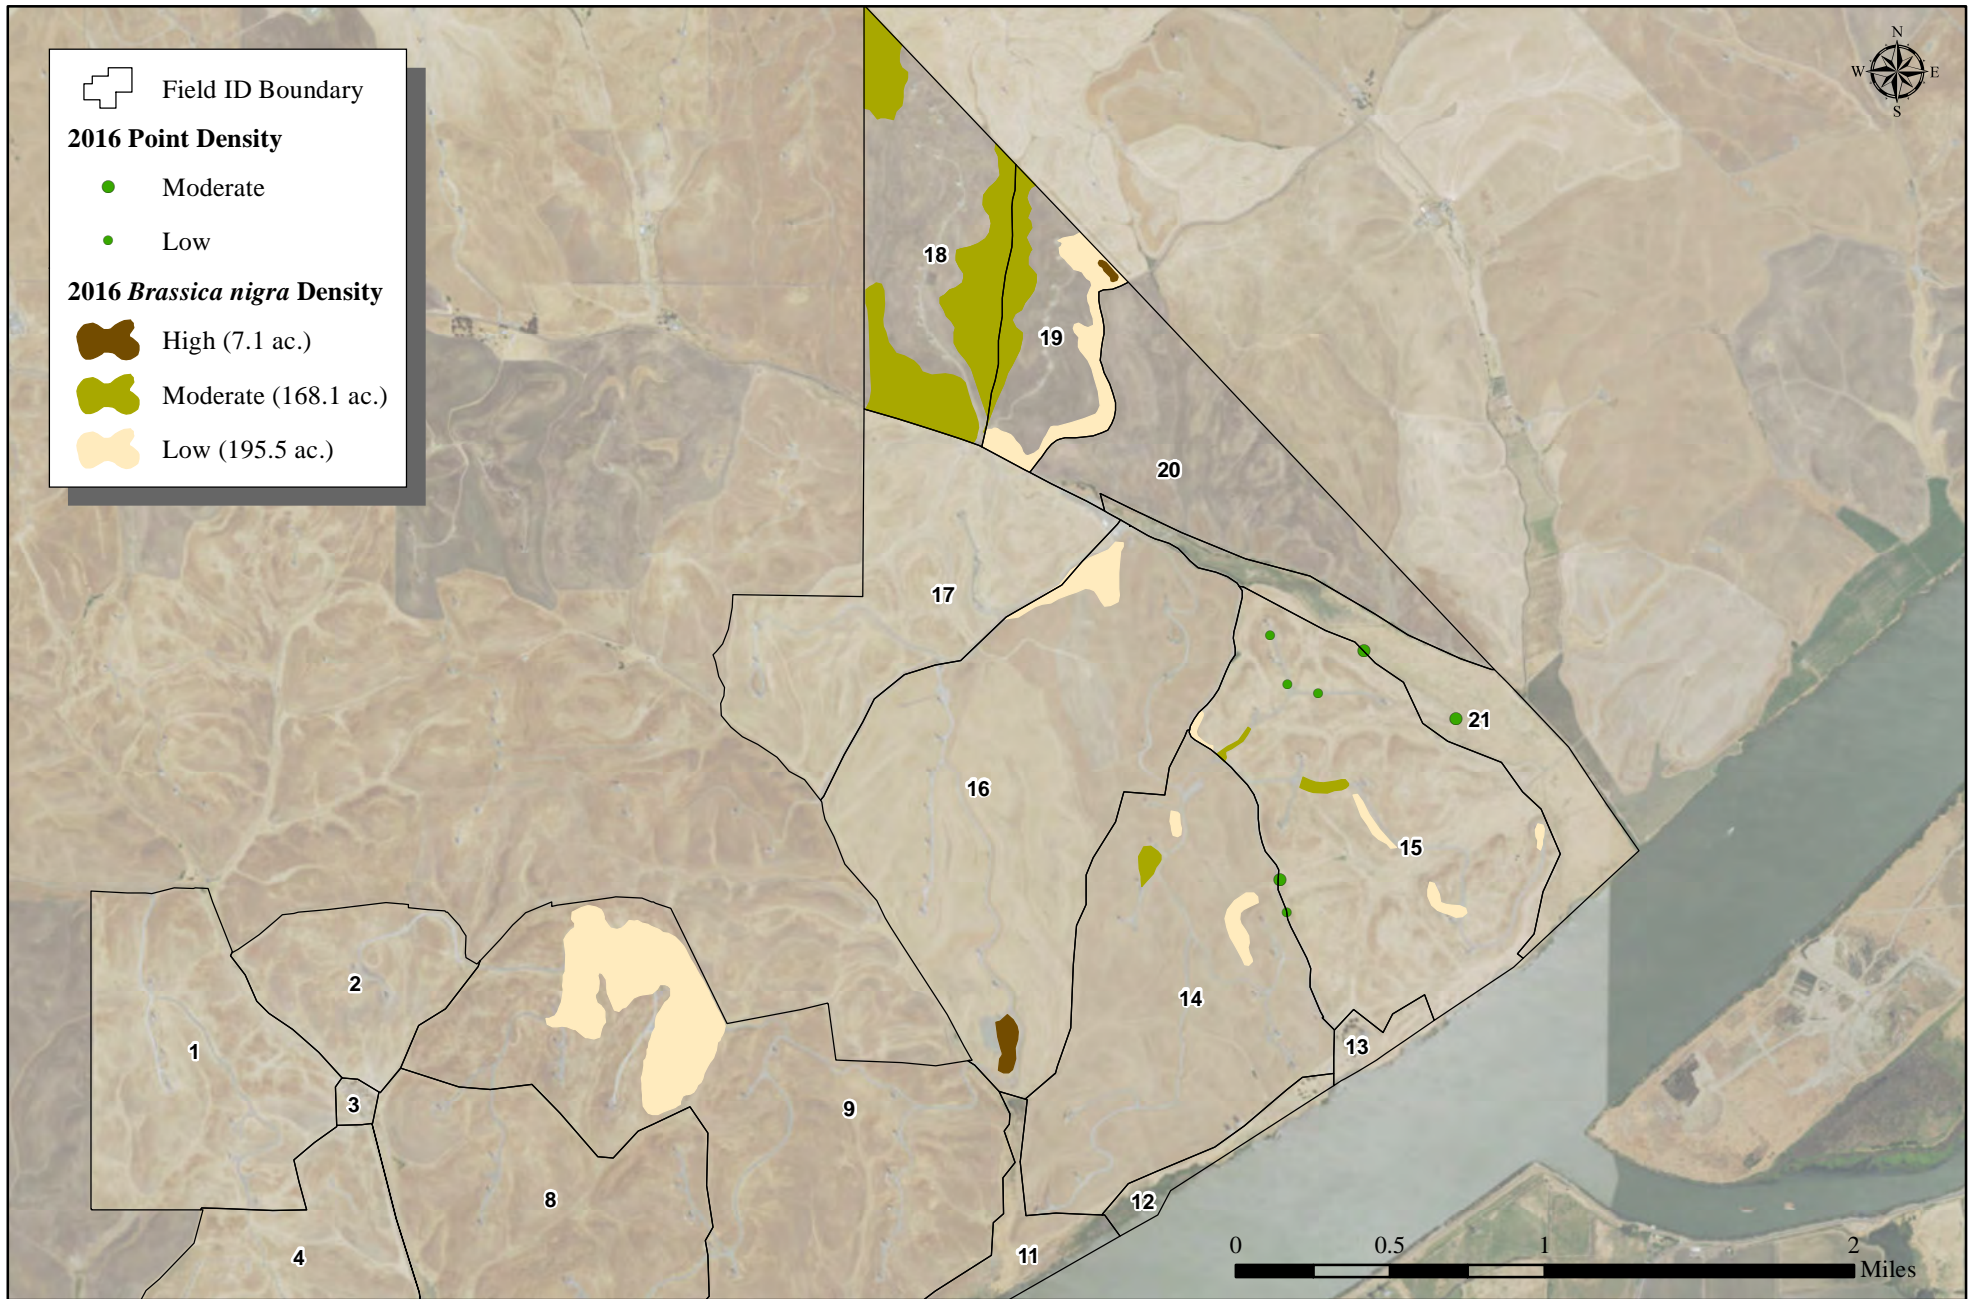 Field ID Boundary
2016 Point Density
Moderate
Low
2016 Brassica nigra Density
High (7.1 ac.)
Moderate (168.1 ac.)
Low (195.5 ac.)
N
W E
S
18
19
20
17
21
16
15
2
14
1
13
3
9
8
12
4
11
0 0.5 1 2
Miles